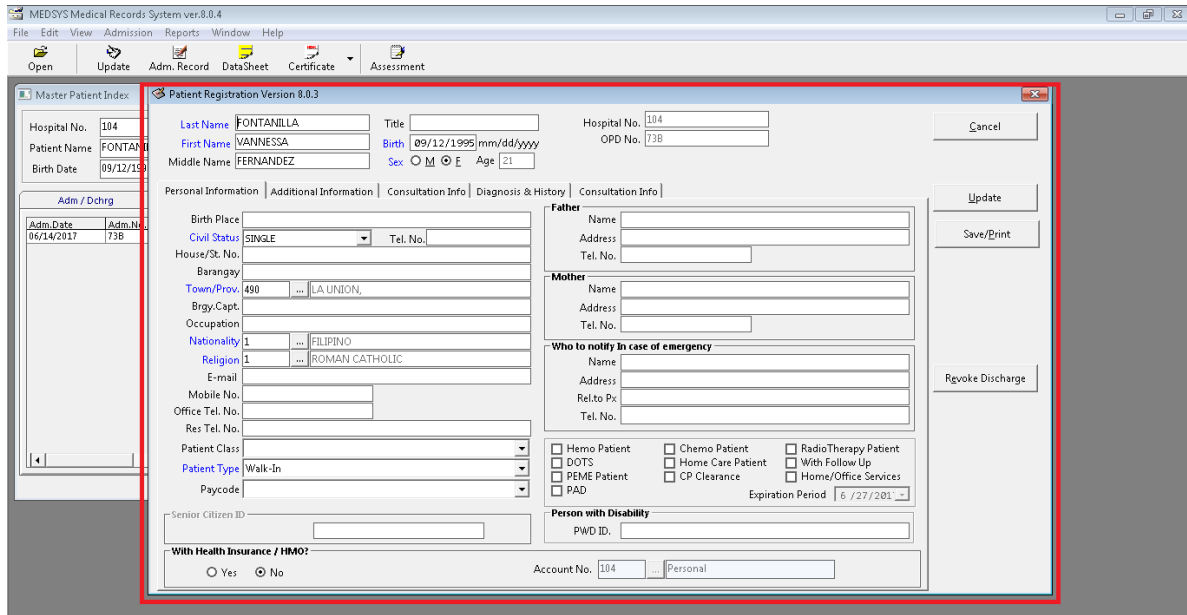 MEDSYS Medical Records System ver.8.0.4
File Edit View Admission Reports Window Help
Open Update Adm. Record DataSheet Certificate Assessment
Master Patient Index
Hospital No. 104
Patient Name FONTANI
Birth Date 09/12/199
Adm / Dchrg
Adm.Date Adm.No.
06/14/2017 73B
Patient Registration Version 8.0.3
Last Name FONTANILLA Title Hospital No. 104 Cancel
First Name VANNESSA Birth 09/12/1995 mm/dd/yyyy OPD No. 73B
Middle Name FERNANDEZ Sex M F Age 21
Personal Information Additional Information Consultation Info Diagnosis & History Consultation Info
Update
Save/Print
Revoke Discharge
Birth Place
Civil Status SINGLE Tel. No.
House/St. No.
Barangay
Town/Prov. 490 ... LA UNION,
Brgy.Capt.
Occupation
Nationality 1 ... FILIPINO
Religion 1 ... ROMAN CATHOLIC
E-mail
Mobile No.
Office Tel. No.
Res Tel. No.
Patient Class
Patient Type Walk-In
Paycode
Senior Citizen ID
Father
Name
Address
Tel. No.
Mother
Name
Address
Tel. No.
Who to notify In case of emergency
Name
Address
Rel.to Px
Tel. No.
Hemo Patient Chemo Patient RadioTherapy Patient
DOTS Home Care Patient With Follow Up
PEME Patient CP Clearance Home/Office Services
PAD Expiration Period 6 /27/201
Person with Disability
PWD ID.
With Health Insurance / HMO?
Yes No Account No. 104 ... Personal